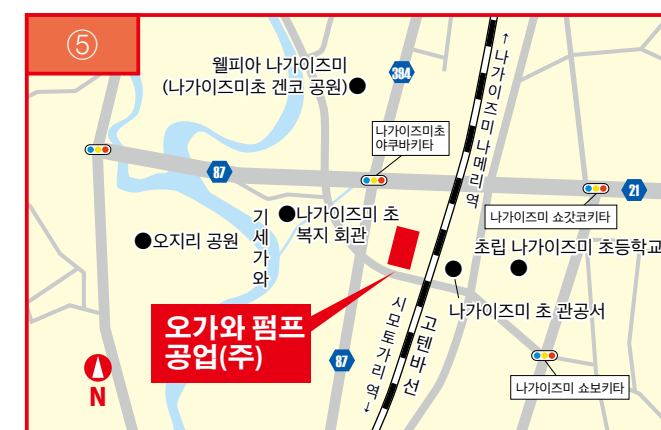 ⑤
웰피아 나가이즈미
(나가이즈미초 겐코 공원)
394
↑나가이즈미 나메리 역
나가이즈미초
야쿠바키타
87
21
나가이즈미 쇼갓코키타
기세가와
나가이즈미 초
복지 회관
오지리 공원
초립 나가이즈미 초등학교
나가이즈미 초 관공서
오가와 펌프
공업(주)
시모토가리 역↓
고텐바 선
87
나가이즈미 쇼보키타
N